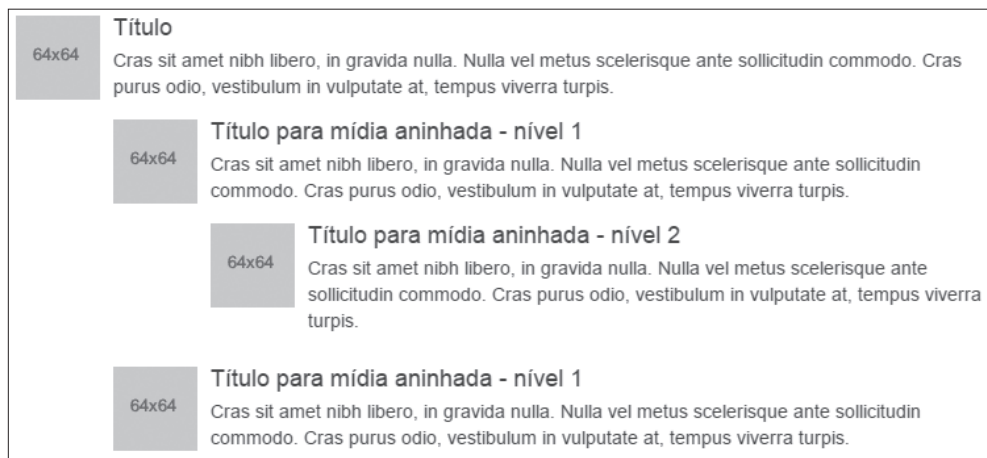 64x64
Título
Cras sit amet nibh libero, in gravida nulla. Nulla vel metus scelerisque ante sollicitudin commodo. Cras
purus odio, vestibulum in vulputate at, tempus viverra turpis.
64x64
Título para mídia aninhada - nível 1
Cras sit amet nibh libero, in gravida nulla. Nulla vel metus scelerisque ante sollicitudin
commodo. Cras purus odio, vestibulum in vulputate at, tempus viverra turpis.
64x64
Título para mídia aninhada - nível 2
Cras sit amet nibh libero, in gravida nulla. Nulla vel metus scelerisque ante
sollicitudin commodo. Cras purus odio, vestibulum in vulputate at, tempus viverra
turpis.
64x64
Título para mídia aninhada - nível 1
Cras sit amet nibh libero, in gravida nulla. Nulla vel metus scelerisque ante sollicitudin
commodo. Cras purus odio, vestibulum in vulputate at, tempus viverra turpis.